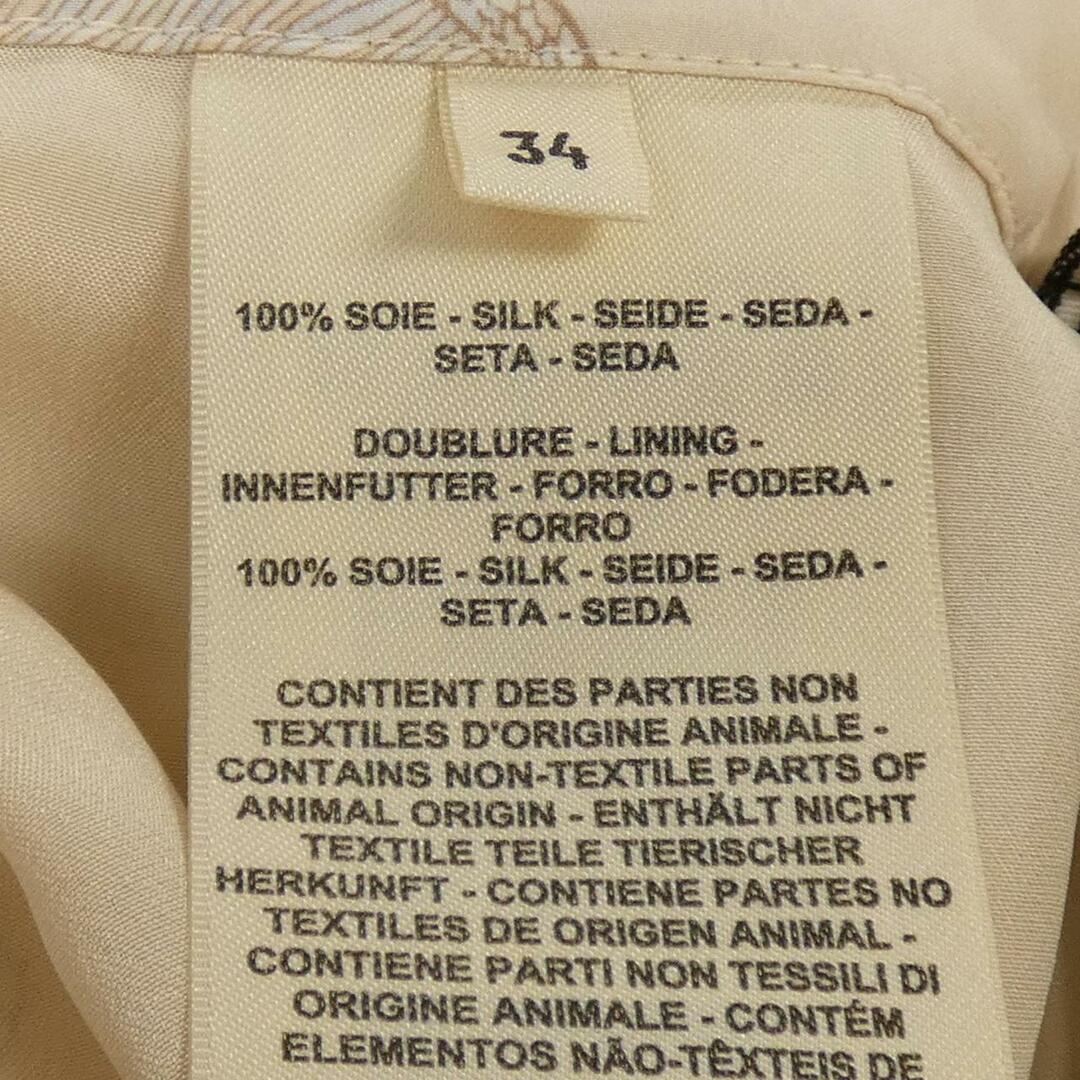 34
100% SOIE - SILK - SEIDE - SEDA -
SETA - SEDA
DOUBLURE - LINING -
INNENFUTTER - FORRO - FODERA -
FORRO
100% SOIE - SILK - SEIDE - SEDA -
SETA - SEDA
CONTIENT DES PARTIES NON
TEXTILES D'ORIGINE ANIMALE -
CONTAINS NON-TEXTILE PARTS OF
ANIMAL ORIGIN - ENTHÄLT NICHT
TEXTILE TEILE TIERISCHER
HERKUNFT - CONTIENE PARTES NO
TEXTILES DE ORIGEN ANIMAL -
CONTIENE PARTI NON TESSILI DI
ORIGINE ANIMALE - CONTÉM
ELEMENTOS NÃO-TÊXTEIS DE